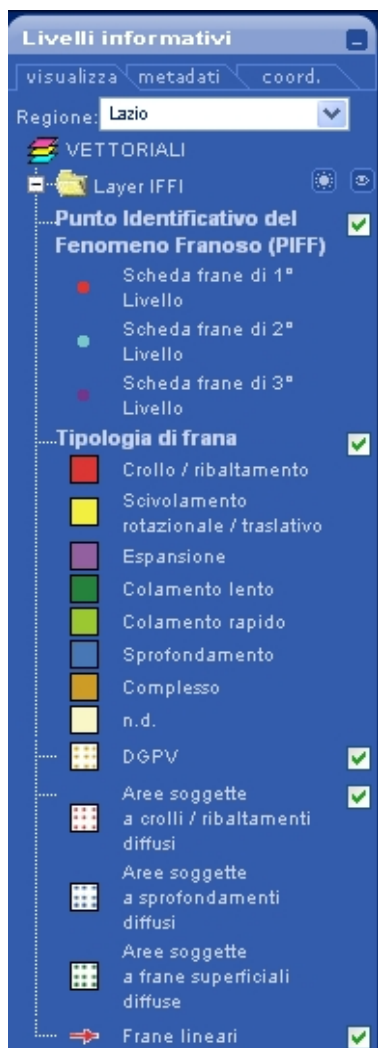 Livelli informativi
visualizza metadati coord.
Regione: Lazio
VETTORIALI
Layer IFFI
Punto Identificativo del
Fenomeno Franoso (PIFF)
Scheda frane di 1°
Livello
Scheda frane di 2°
Livello
Scheda frane di 3°
Livello
Tipologia di frana
Crollo / ribaltamento
Scivolamento
rotazionale / traslativo
Espansione
Colamento lento
Colamento rapido
Sprofondamento
Complesso
n.d.
DGPV
Aree soggette
a crolli / ribaltamenti
diffusi
Aree soggette
a sprofondamenti
diffusi
Aree soggette
a frane superficiali
diffuse
Frane lineari